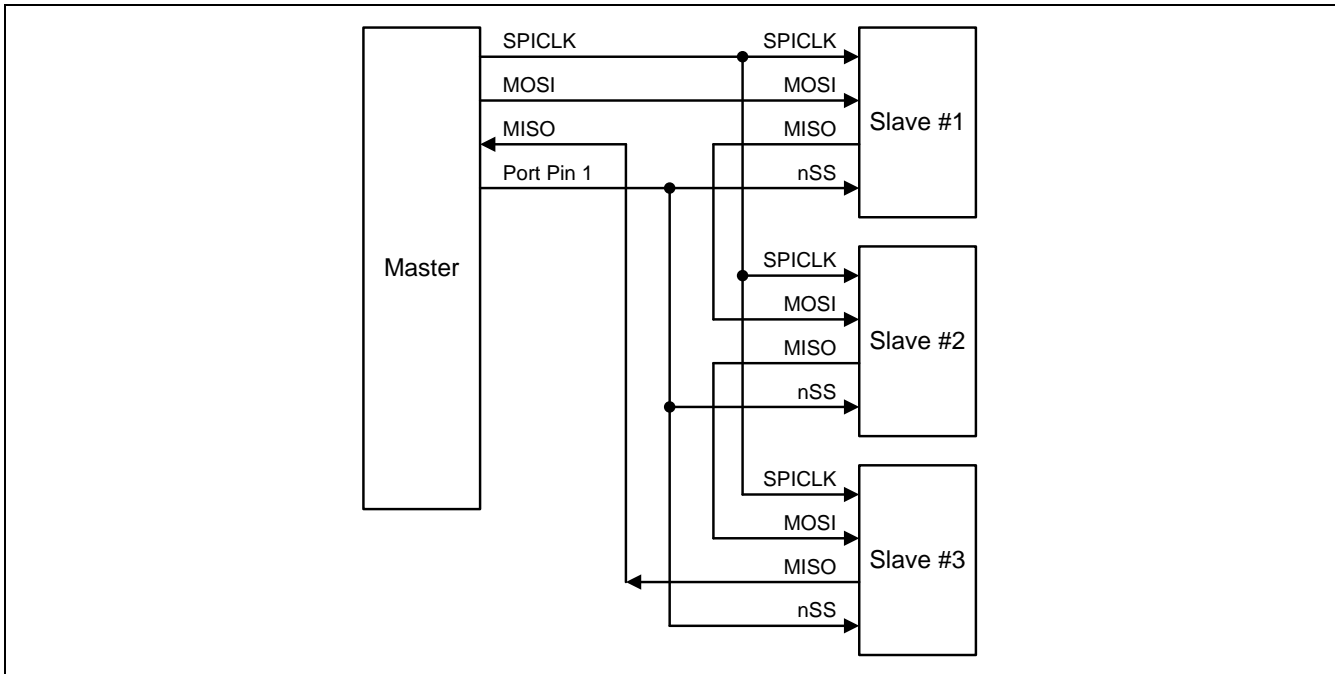 SPICLK
SPICLK
MOSI
MOSI
MISO
MISO
Port Pin 1
nSS
Slave #1
Master
SPICLK
MOSI
MISO
nSS
Slave #2
SPICLK
MOSI
MISO
nSS
Slave #3